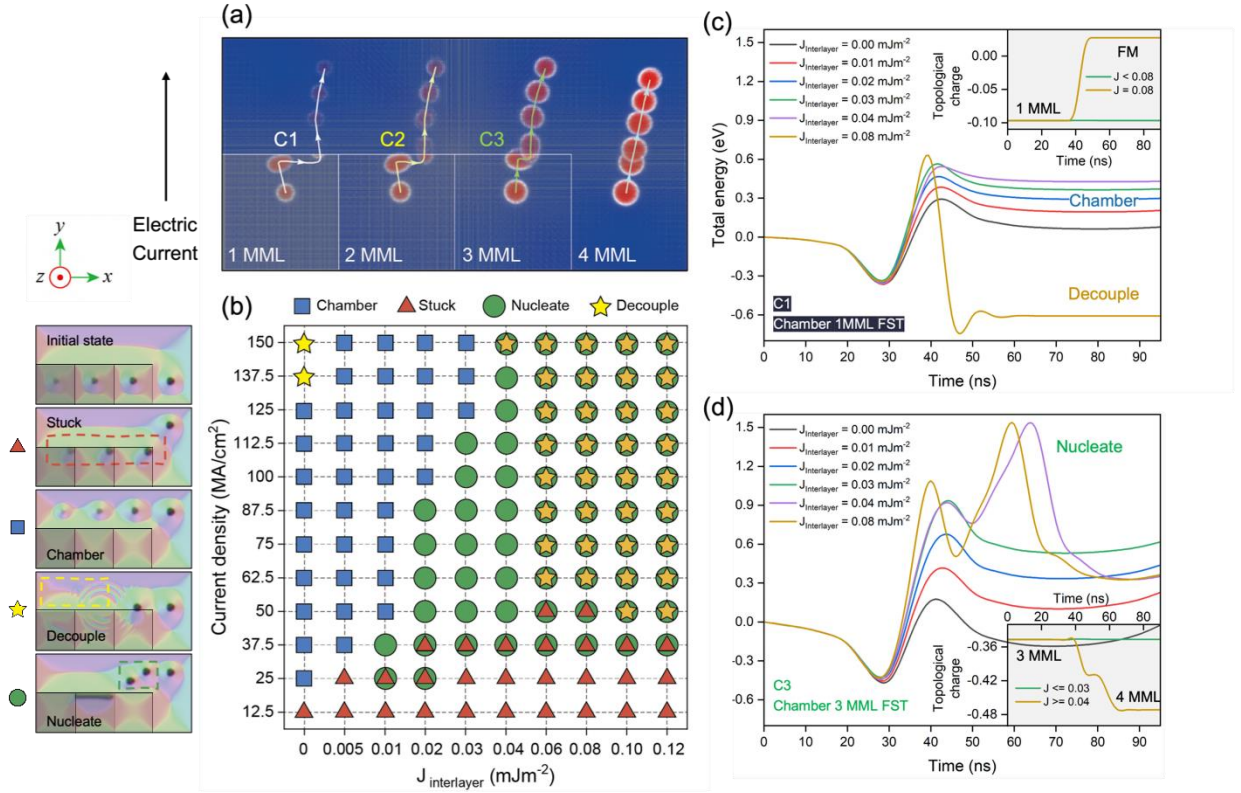 (a)
C1
C2
C3
1 MML
2 MML
3 MML
4 MML
Electric
Current
y
z
x
Initial state
Stuck
Chamber
Decouple
Nucleate
(b)
Chamber
Stuck
Nucleate
Decouple
Current density (MA/cm²)
150
137.5
125
112.5
100
87.5
75
62.5
50
37.5
25
12.5
0
0.005
0.01
0.02
0.03
0.04
0.06
0.08
0.10
0.12
J interlayer (mJm-²)
(c)
Total energy (eV)
1.5
1.2
0.9
0.6
0.3
0.0
-0.3
-0.6
J Interlayer = 0.00 mJm-²
J Interlayer = 0.01 mJm-²
J Interlayer = 0.02 mJm-²
J Interlayer = 0.03 mJm-²
J Interlayer = 0.04 mJm-²
J Interlayer = 0.08 mJm-²
Topological
charge
0.00
-0.05
-0.10
FM
J < 0.08
J = 0.08
1 MML
0 20 40 60 80
Time (ns)
Chamber
Decouple
C1
Chamber 1MML FST
0 10 20 30 40 50 60 70 80 90
Time (ns)
(d)
1.5
1.2
0.9
0.6
0.3
0.0
-0.3
-0.6
J Interlayer = 0.00 mJm-²
J Interlayer = 0.01 mJm-²
J Interlayer = 0.02 mJm-²
J Interlayer = 0.03 mJm-²
J Interlayer = 0.04 mJm-²
J Interlayer = 0.08 mJm-²
Nucleate
Time (ns)
0 20 40 60 80
Topological
charge
-0.36
-0.42
-0.48
3 MML
J <= 0.03
J >= 0.04
4 MML
C3
Chamber 3 MML FST
0 10 20 30 40 50 60 70 80 90
Time (ns)